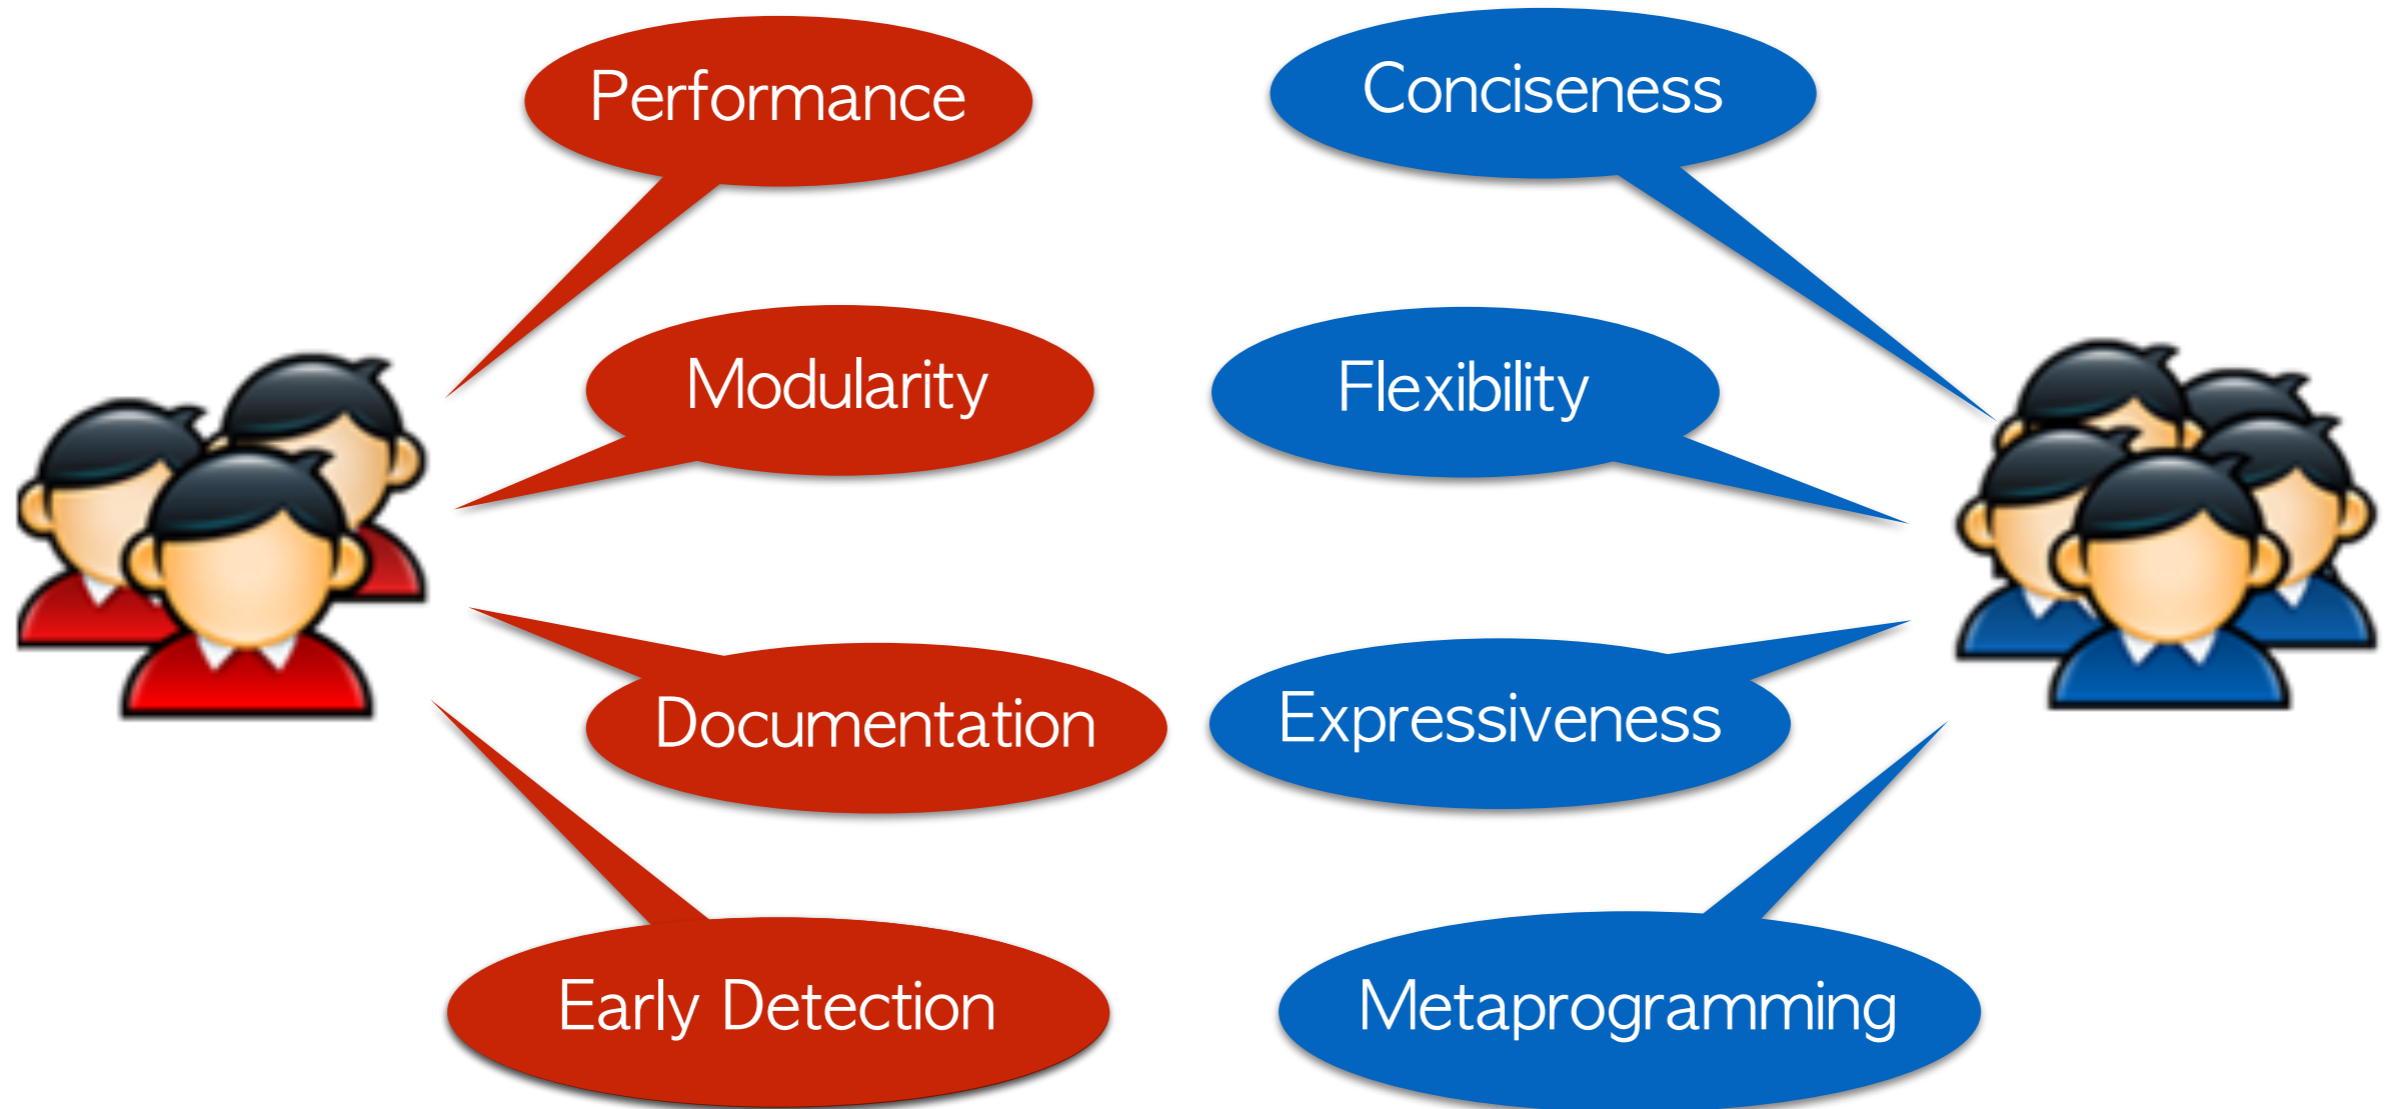 Performance
Conciseness
Modularity
Flexibility
Documentation
Expressiveness
Early Detection
Metaprogramming